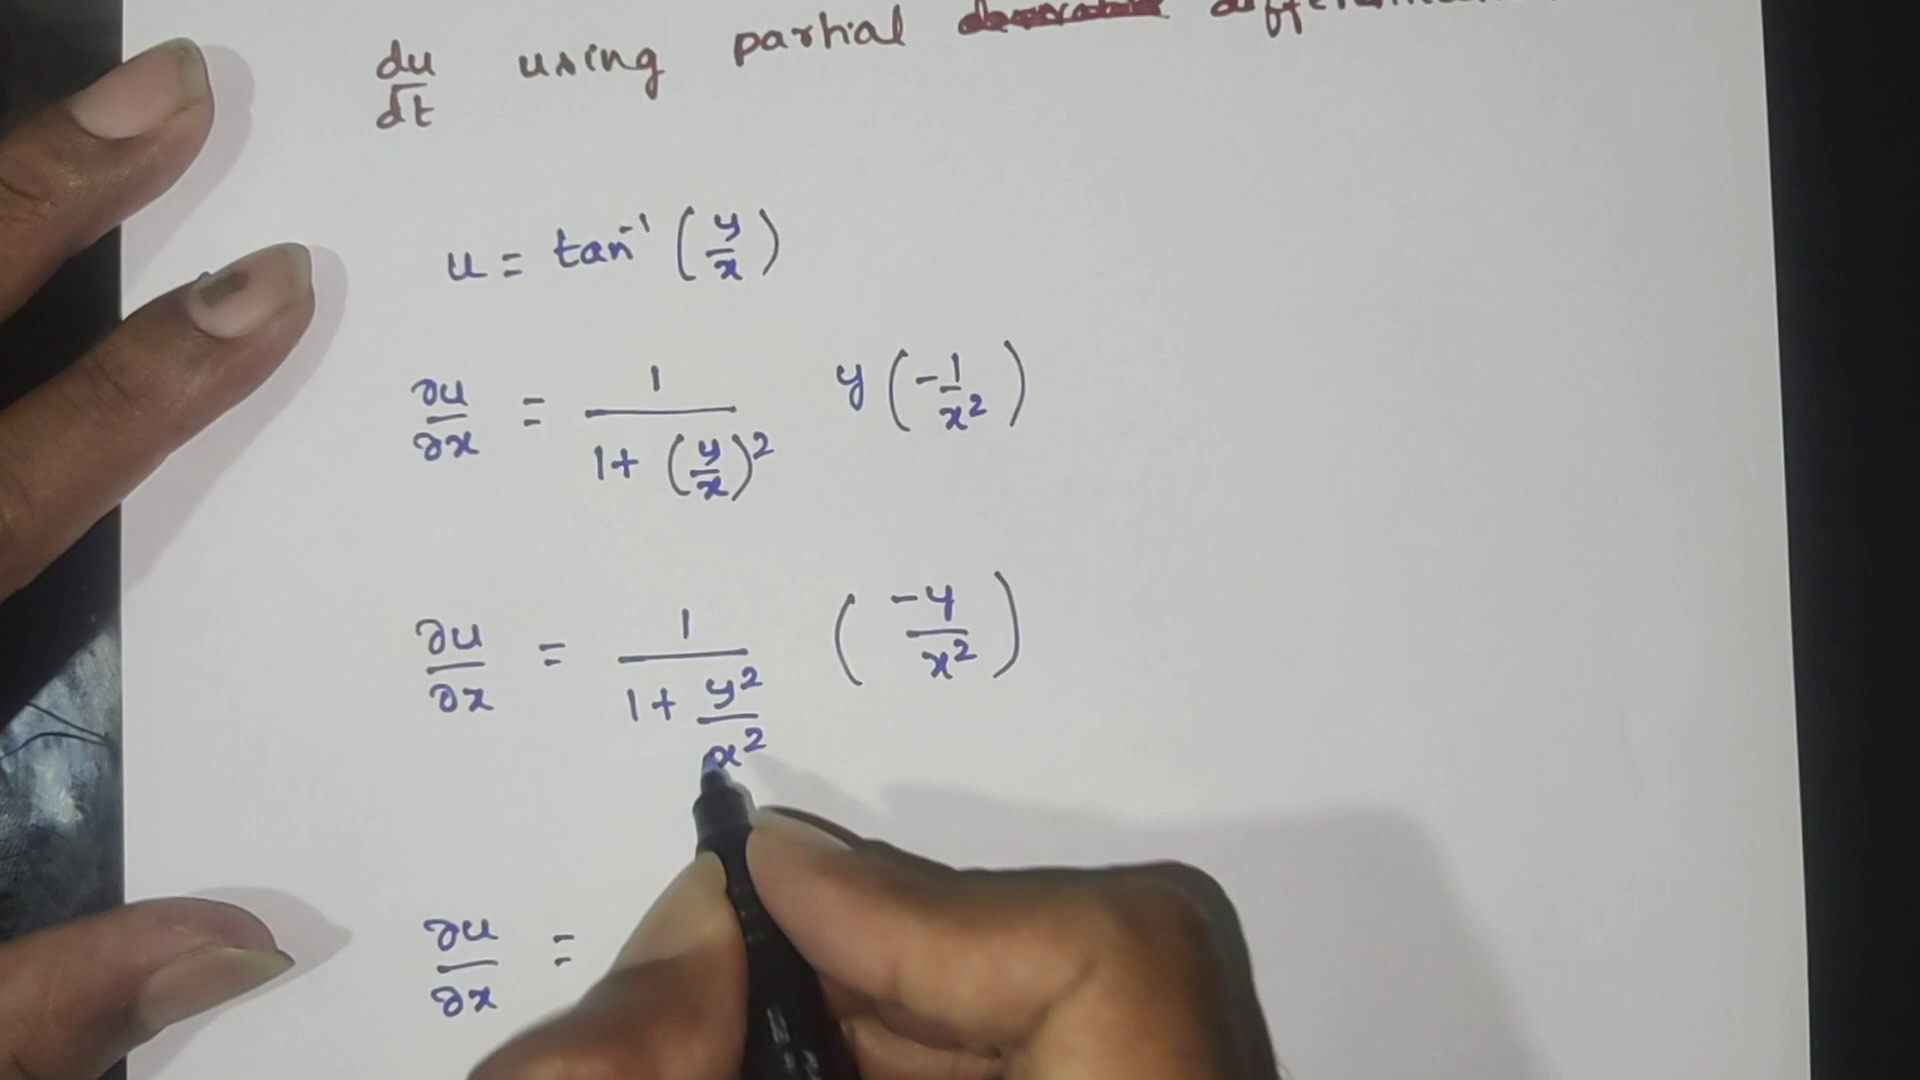 du/dt using partial
u = tan⁻¹ (y/x)
∂u/∂x = 1/(1 + (y/x)²) y(-1/x²)
∂u/∂x = 1/(1 + y²/x²) (-y/x²)
∂u/∂x =